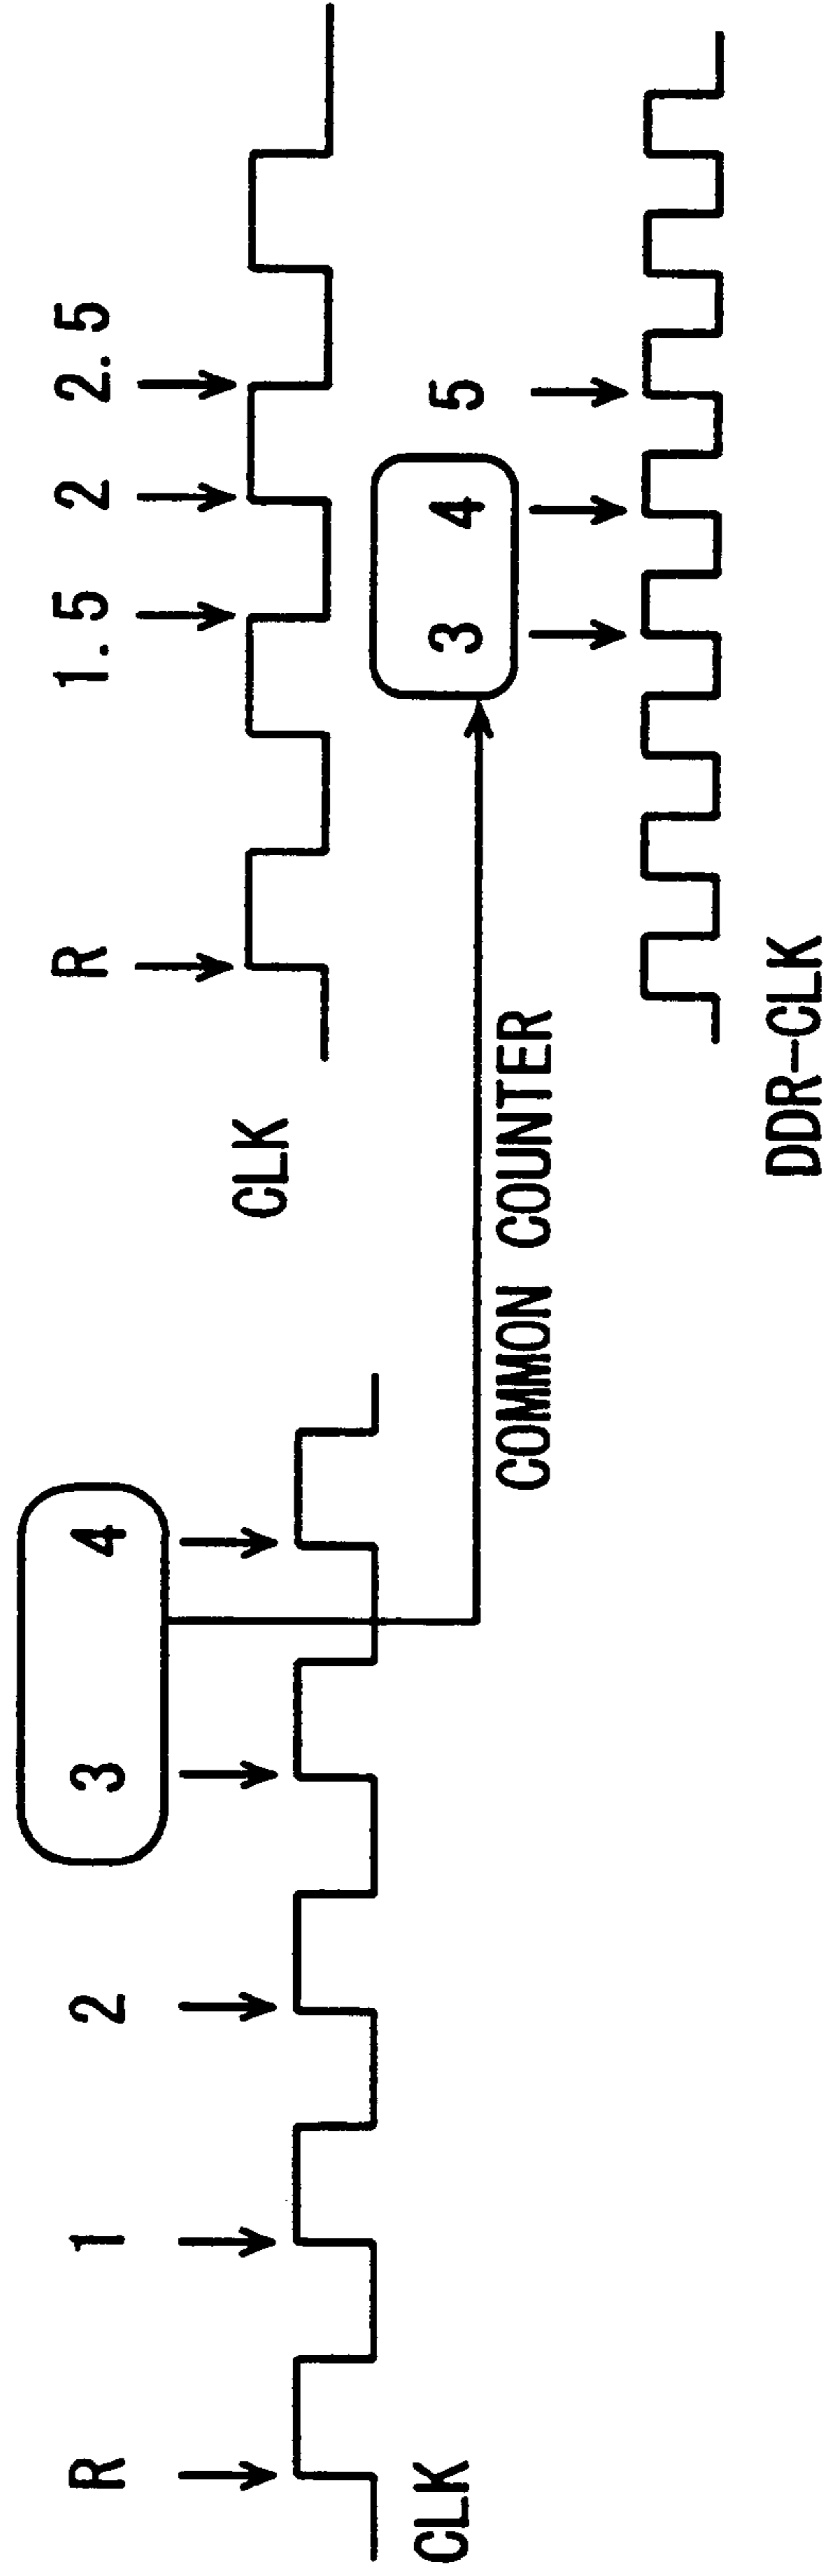 R 1 2 3 4
CLK
COMMON COUNTER
R 1.5 2 2.5
CLK
3 4 5
DDR-CLK